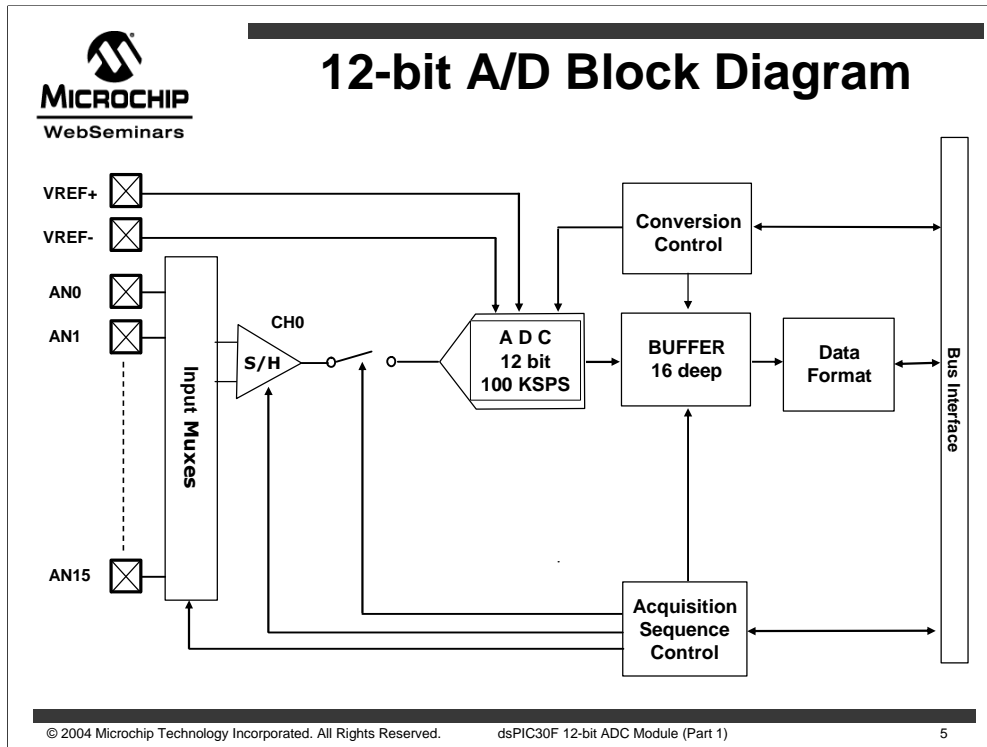 MICROCHIP
WebSeminars
12-bit A/D Block Diagram
VREF+
VREF-
AN0
AN1
AN15
Input Muxes
CH0
S/H
A D C
12 bit
100 KSPS
Conversion
Control
BUFFER
16 deep
Data
Format
Bus Interface
Acquisition
Sequence
Control
© 2004 Microchip Technology Incorporated. All Rights Reserved.
dsPIC30F 12-bit ADC Module (Part 1)
5